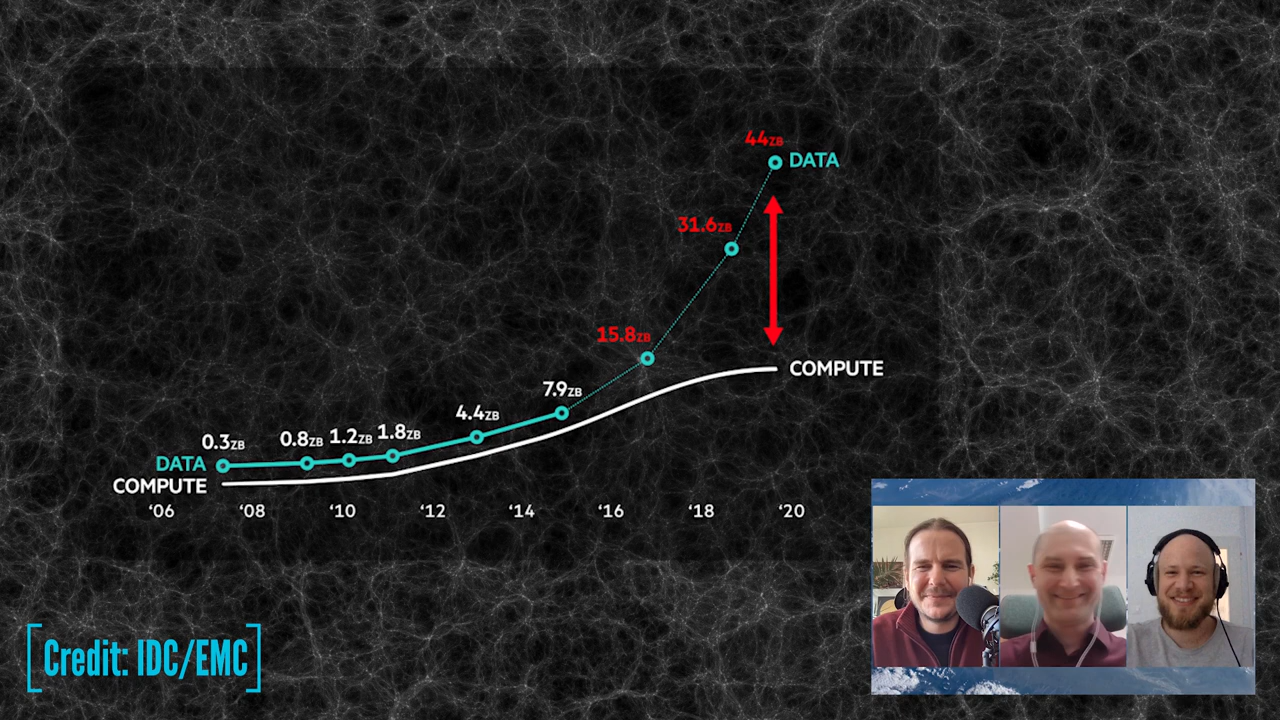 44ZB
DATA
31.6ZB
15.8ZB
COMPUTE
7.9ZB
4.4ZB
0.3ZB 0.8ZB 1.2ZB 1.8ZB
DATA
COMPUTE
‘06 ‘08 ‘10 ‘12 ‘14 ‘16 ‘18 ‘20
[Credit: IDC/EMC]